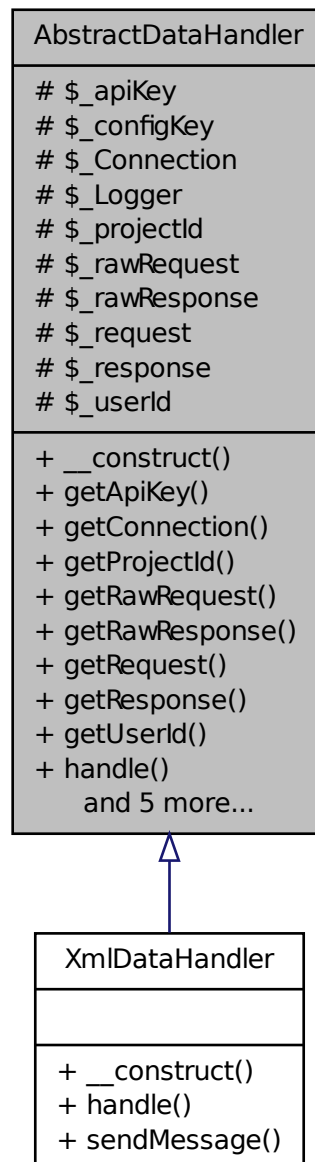 AbstractDataHandler
# $_apiKey
# $_configKey
# $_Connection
# $_Logger
# $_projectId
# $_rawRequest
# $_rawResponse
# $_request
# $_response
# $_userId
+ __construct()
+ getApiKey()
+ getConnection()
+ getProjectId()
+ getRawRequest()
+ getRawResponse()
+ getRequest()
+ getResponse()
+ getUserId()
+ handle()
and 5 more...
XmlDataHandler
+ __construct()
+ handle()
+ sendMessage()